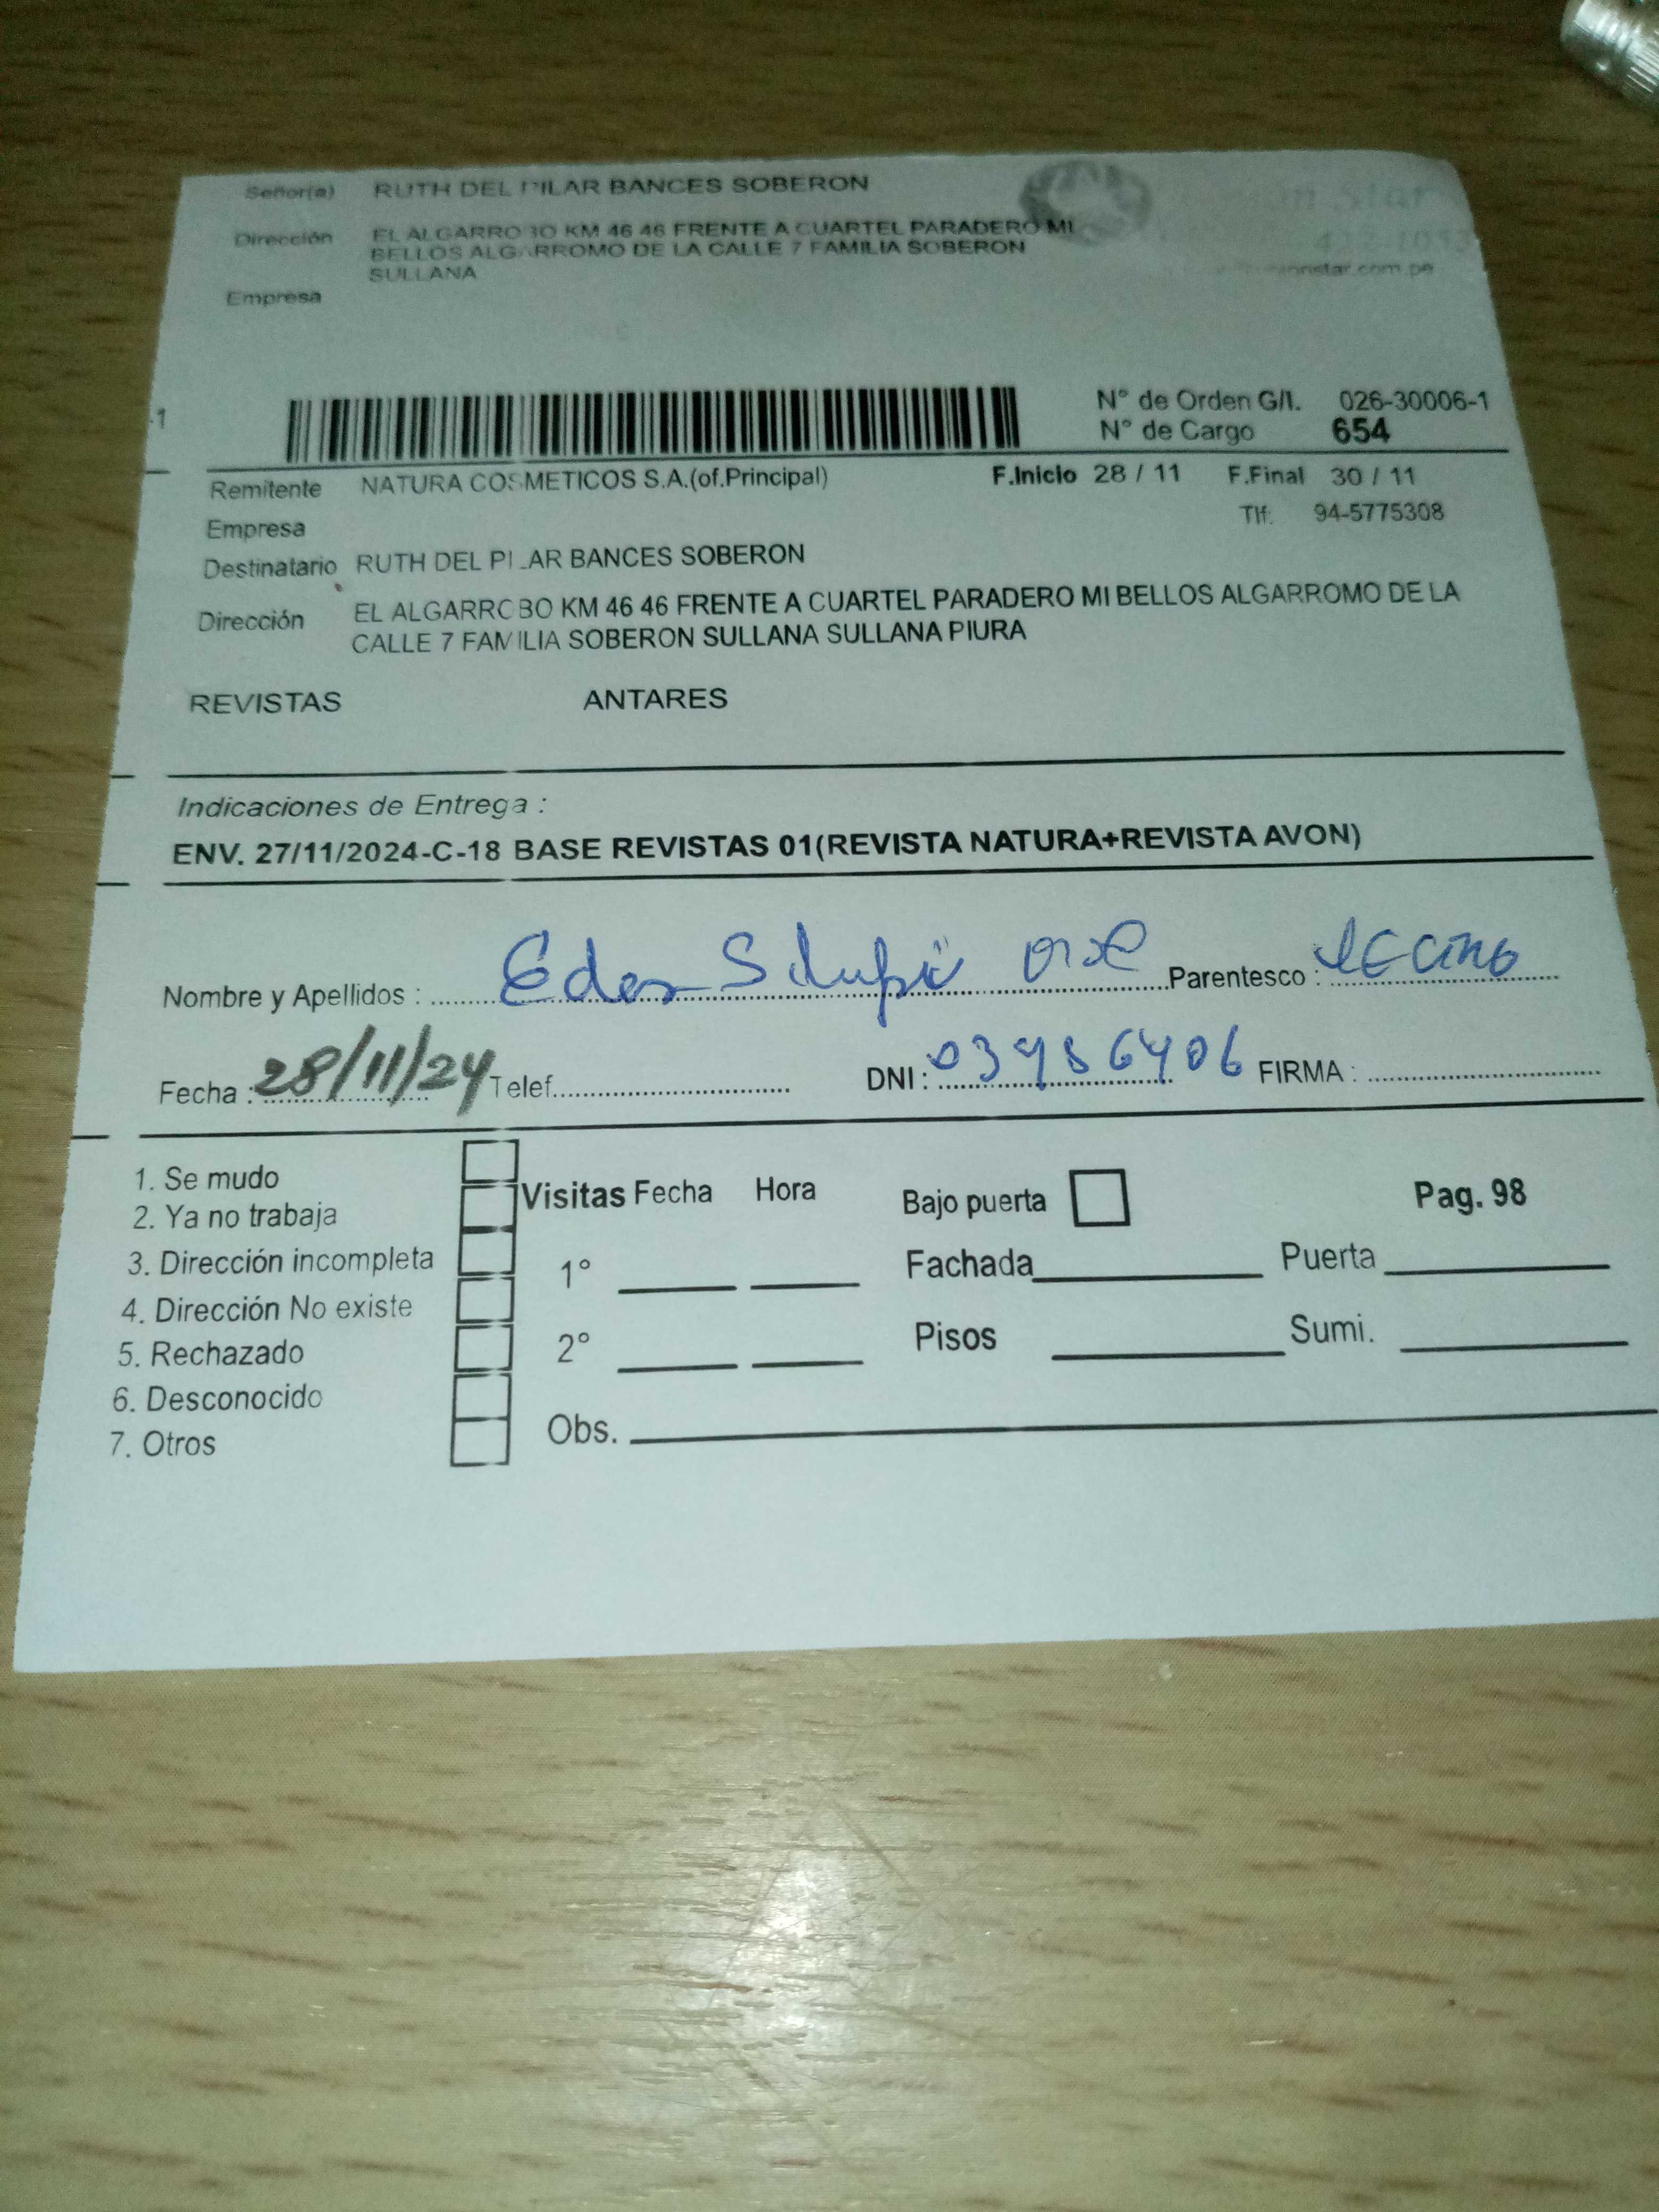 Señor(a) RUTH DEL PILAR BANCES SOBERON
Dirección EL ALGARROBO KM 46 46 FRENTE A CUARTEL PARADERO MI
BELLOS ALGARROMO DE LA CALLE 7 FAMILIA SOBERON
SULLANA
Empresa
-1
N° de Orden G/I. 026-30006-1
N° de Cargo 654
Remitente NATURA COSMETICOS S.A.(of.Principal) F.Inicio 28 / 11 F.Final 30 / 11
Empresa Tlf: 94-5775308
Destinatario RUTH DEL PILAR BANCES SOBERON
Dirección EL ALGARROBO KM 46 46 FRENTE A CUARTEL PARADERO MI BELLOS ALGARROMO DE LA
CALLE 7 FAMILIA SOBERON SULLANA SULLANA PIURA
REVISTAS ANTARES
Indicaciones de Entrega :
ENV. 27/11/2024-C-18 BASE REVISTAS 01(REVISTA NATURA+REVISTA AVON)
Nombre y Apellidos : Parentesco :
Fecha : 28/11/24 Telef. DNI : FIRMA :
1. Se mudo
2. Ya no trabaja
3. Dirección incompleta
4. Dirección No existe
5. Rechazado
6. Desconocido
7. Otros
Visitas Fecha Hora Bajo puerta Pag. 98
1° Fachada Puerta
2° Pisos Sumi.
Obs.